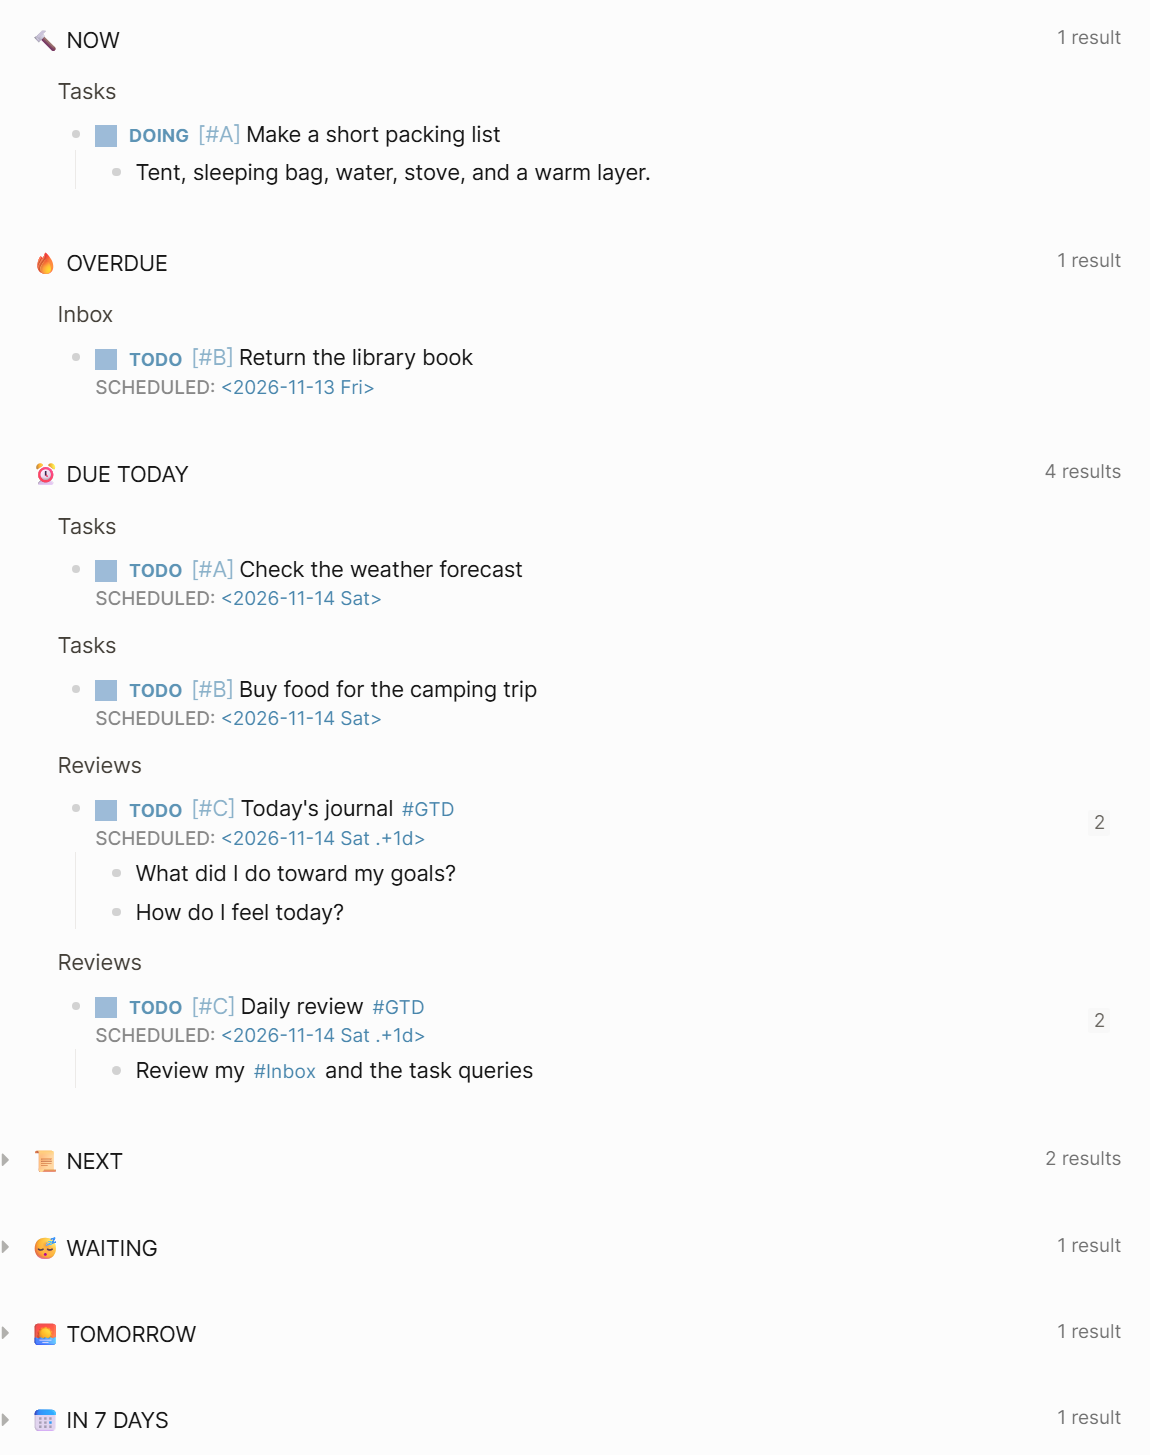 🔨 NOW 1 result
Tasks
DOING [#A] Make a short packing list
Tent, sleeping bag, water, stove, and a warm layer.
🔥 OVERDUE 1 result
Inbox
TODO [#B] Return the library book
SCHEDULED: <2026-11-13 Fri>
⏰ DUE TODAY 4 results
Tasks
TODO [#A] Check the weather forecast
SCHEDULED: <2026-11-14 Sat>
Tasks
TODO [#B] Buy food for the camping trip
SCHEDULED: <2026-11-14 Sat>
Reviews
TODO [#C] Today's journal #GTD 2
SCHEDULED: <2026-11-14 Sat .+1d>
What did I do toward my goals?
How do I feel today?
Reviews
TODO [#C] Daily review #GTD 2
SCHEDULED: <2026-11-14 Sat .+1d>
Review my #Inbox and the task queries
📜 NEXT 2 results
😴 WAITING 1 result
🌅 TOMORROW 1 result
🗓 IN 7 DAYS 1 result